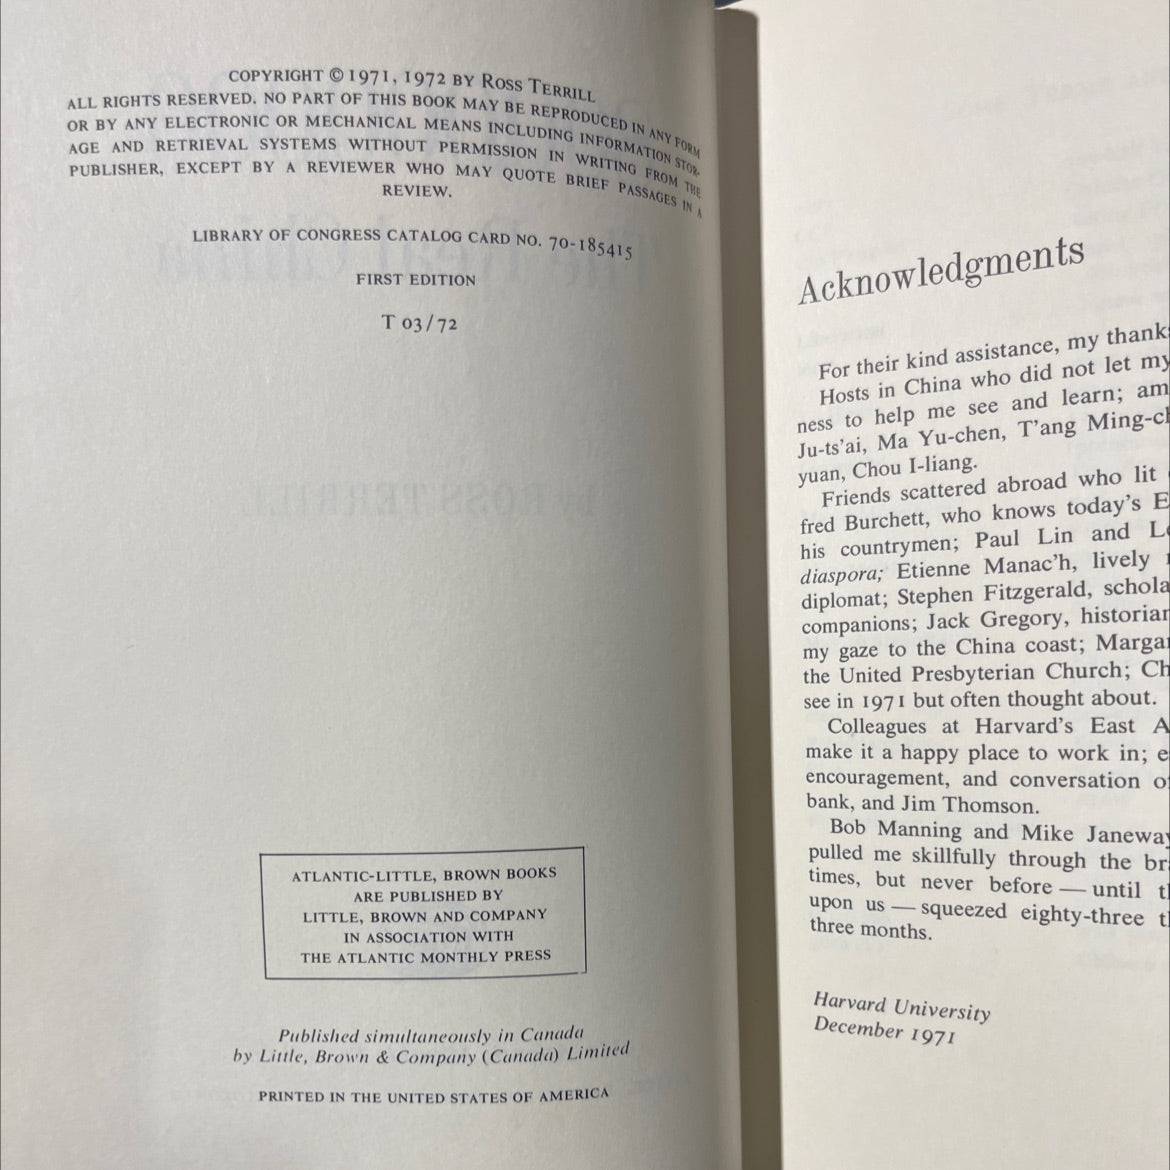 COPYRIGHT © 1971, 1972 BY ROSS TERRILL
ALL RIGHTS RESERVED. NO PART OF THIS BOOK MAY BE REPRODUCED IN ANY FORM
OR BY ANY ELECTRONIC OR MECHANICAL MEANS INCLUDING INFORMATION STOR-
AGE AND RETRIEVAL SYSTEMS WITHOUT PERMISSION IN WRITING FROM THE
PUBLISHER, EXCEPT BY A REVIEWER WHO MAY QUOTE BRIEF PASSAGES IN A
REVIEW.
LIBRARY OF CONGRESS CATALOG CARD NO. 70-185415
FIRST EDITION
T 03/72
ATLANTIC-LITTLE, BROWN BOOKS
ARE PUBLISHED BY
LITTLE, BROWN AND COMPANY
IN ASSOCIATION WITH
THE ATLANTIC MONTHLY PRESS
Published simultaneously in Canada
by Little, Brown & Company (Canada) Limited
PRINTED IN THE UNITED STATES OF AMERICA
Acknowledgments
For their kind assistance, my thank
Hosts in China who did not let my
ness to help me see and learn; am
Ju-ts'ai, Ma Yu-chen, T'ang Ming-ch
yuan, Chou I-liang.
Friends scattered abroad who lit
fred Burchett, who knows today's E
his countrymen; Paul Lin and L
diaspora; Etienne Manac'h, lively
diplomat; Stephen Fitzgerald, schola
companions; Jack Gregory, historian
my gaze to the China coast; Margar
the United Presbyterian Church; Ch
see in 1971 but often thought about.
Colleagues at Harvard's East A
make it a happy place to work in; e
encouragement, and conversation o
bank, and Jim Thomson.
Bob Manning and Mike Janeway
pulled me skillfully through the br
times, but never before — until t
upon us — squeezed eighty-three t
three months.
Harvard University
December 1971